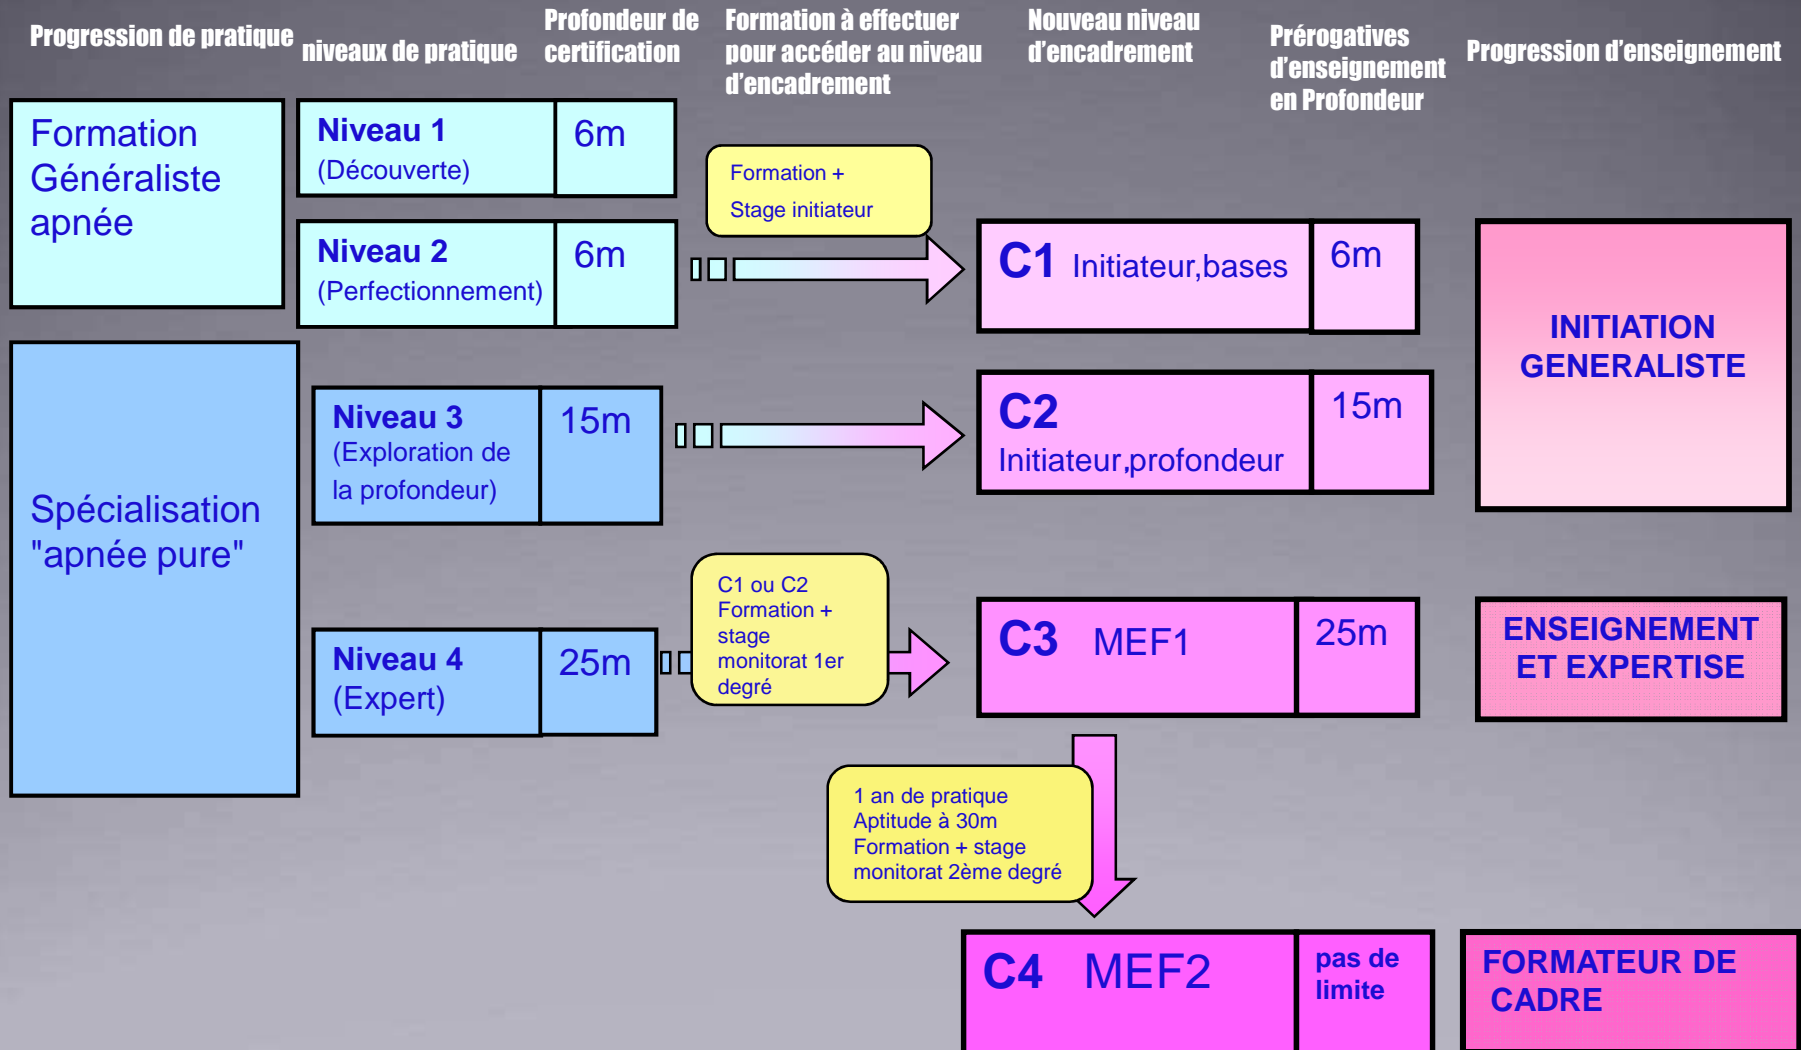 Progression de pratique
niveaux de pratique
Profondeur de
certification
Formation à effectuer
pour accéder au niveau
d'encadrement
Nouveau niveau
d'encadrement
Prérogatives
d'enseignement
en Profondeur
Progression d'enseignement
Formation
Généraliste
apnée
Niveau 1
(Découverte)
6m
Formation +
Stage initiateur
Niveau 2
(Perfectionnement)
6m
C1 Initiateur,bases
6m
INITIATION
GENERALISTE
Spécialisation
"apnée pure"
Niveau 3
(Exploration de
la profondeur)
15m
C2
Initiateur,profondeur
15m
Niveau 4
(Expert)
25m
C1 ou C2
Formation +
stage
monitorat 1er
degré
C3 MEF1
25m
ENSEIGNEMENT
ET EXPERTISE
1 an de pratique
Aptitude à 30m
Formation + stage
monitorat 2ème degré
C4 MEF2
pas de
limite
FORMATEUR DE
CADRE